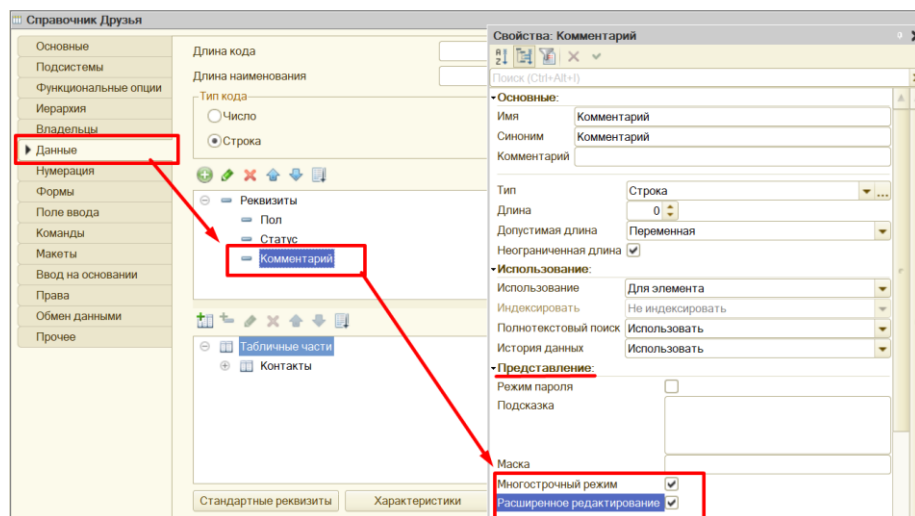 Справочник Друзья
Основные
Подсистемы
Функциональные опции
Иерархия
Владельцы
Данные
Нумерация
Формы
Поле ввода
Команды
Макеты
Ввод на основании
Права
Обмен данными
Прочее
Длина кода
Длина наименования
Тип кода
Число
Строка
Реквизиты
Пол
Статус
Комментарий
Табличные части
Контакты
Стандартные реквизиты
Характеристики
Свойства: Комментарий
Поиск (Ctrl+Alt+I)
Основные:
Имя Комментарий
Синоним Комментарий
Комментарий
Тип Строка
Длина 0
Допустимая длина Переменная
Неограниченная длина
Использование:
Использование Для элемента
Индексировать Не индексировать
Полнотекстовый поиск Использовать
История данных Использовать
Представление:
Режим пароля
Подсказка
Маска
Многострочный режим
Расширенное редактирование